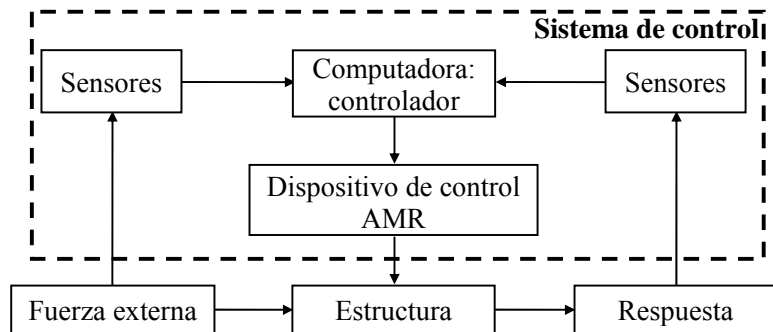 Sistema de control
Sensores
Computadora:
controlador
Sensores
Dispositivo de control
AMR
Fuerza externa
Estructura
Respuesta